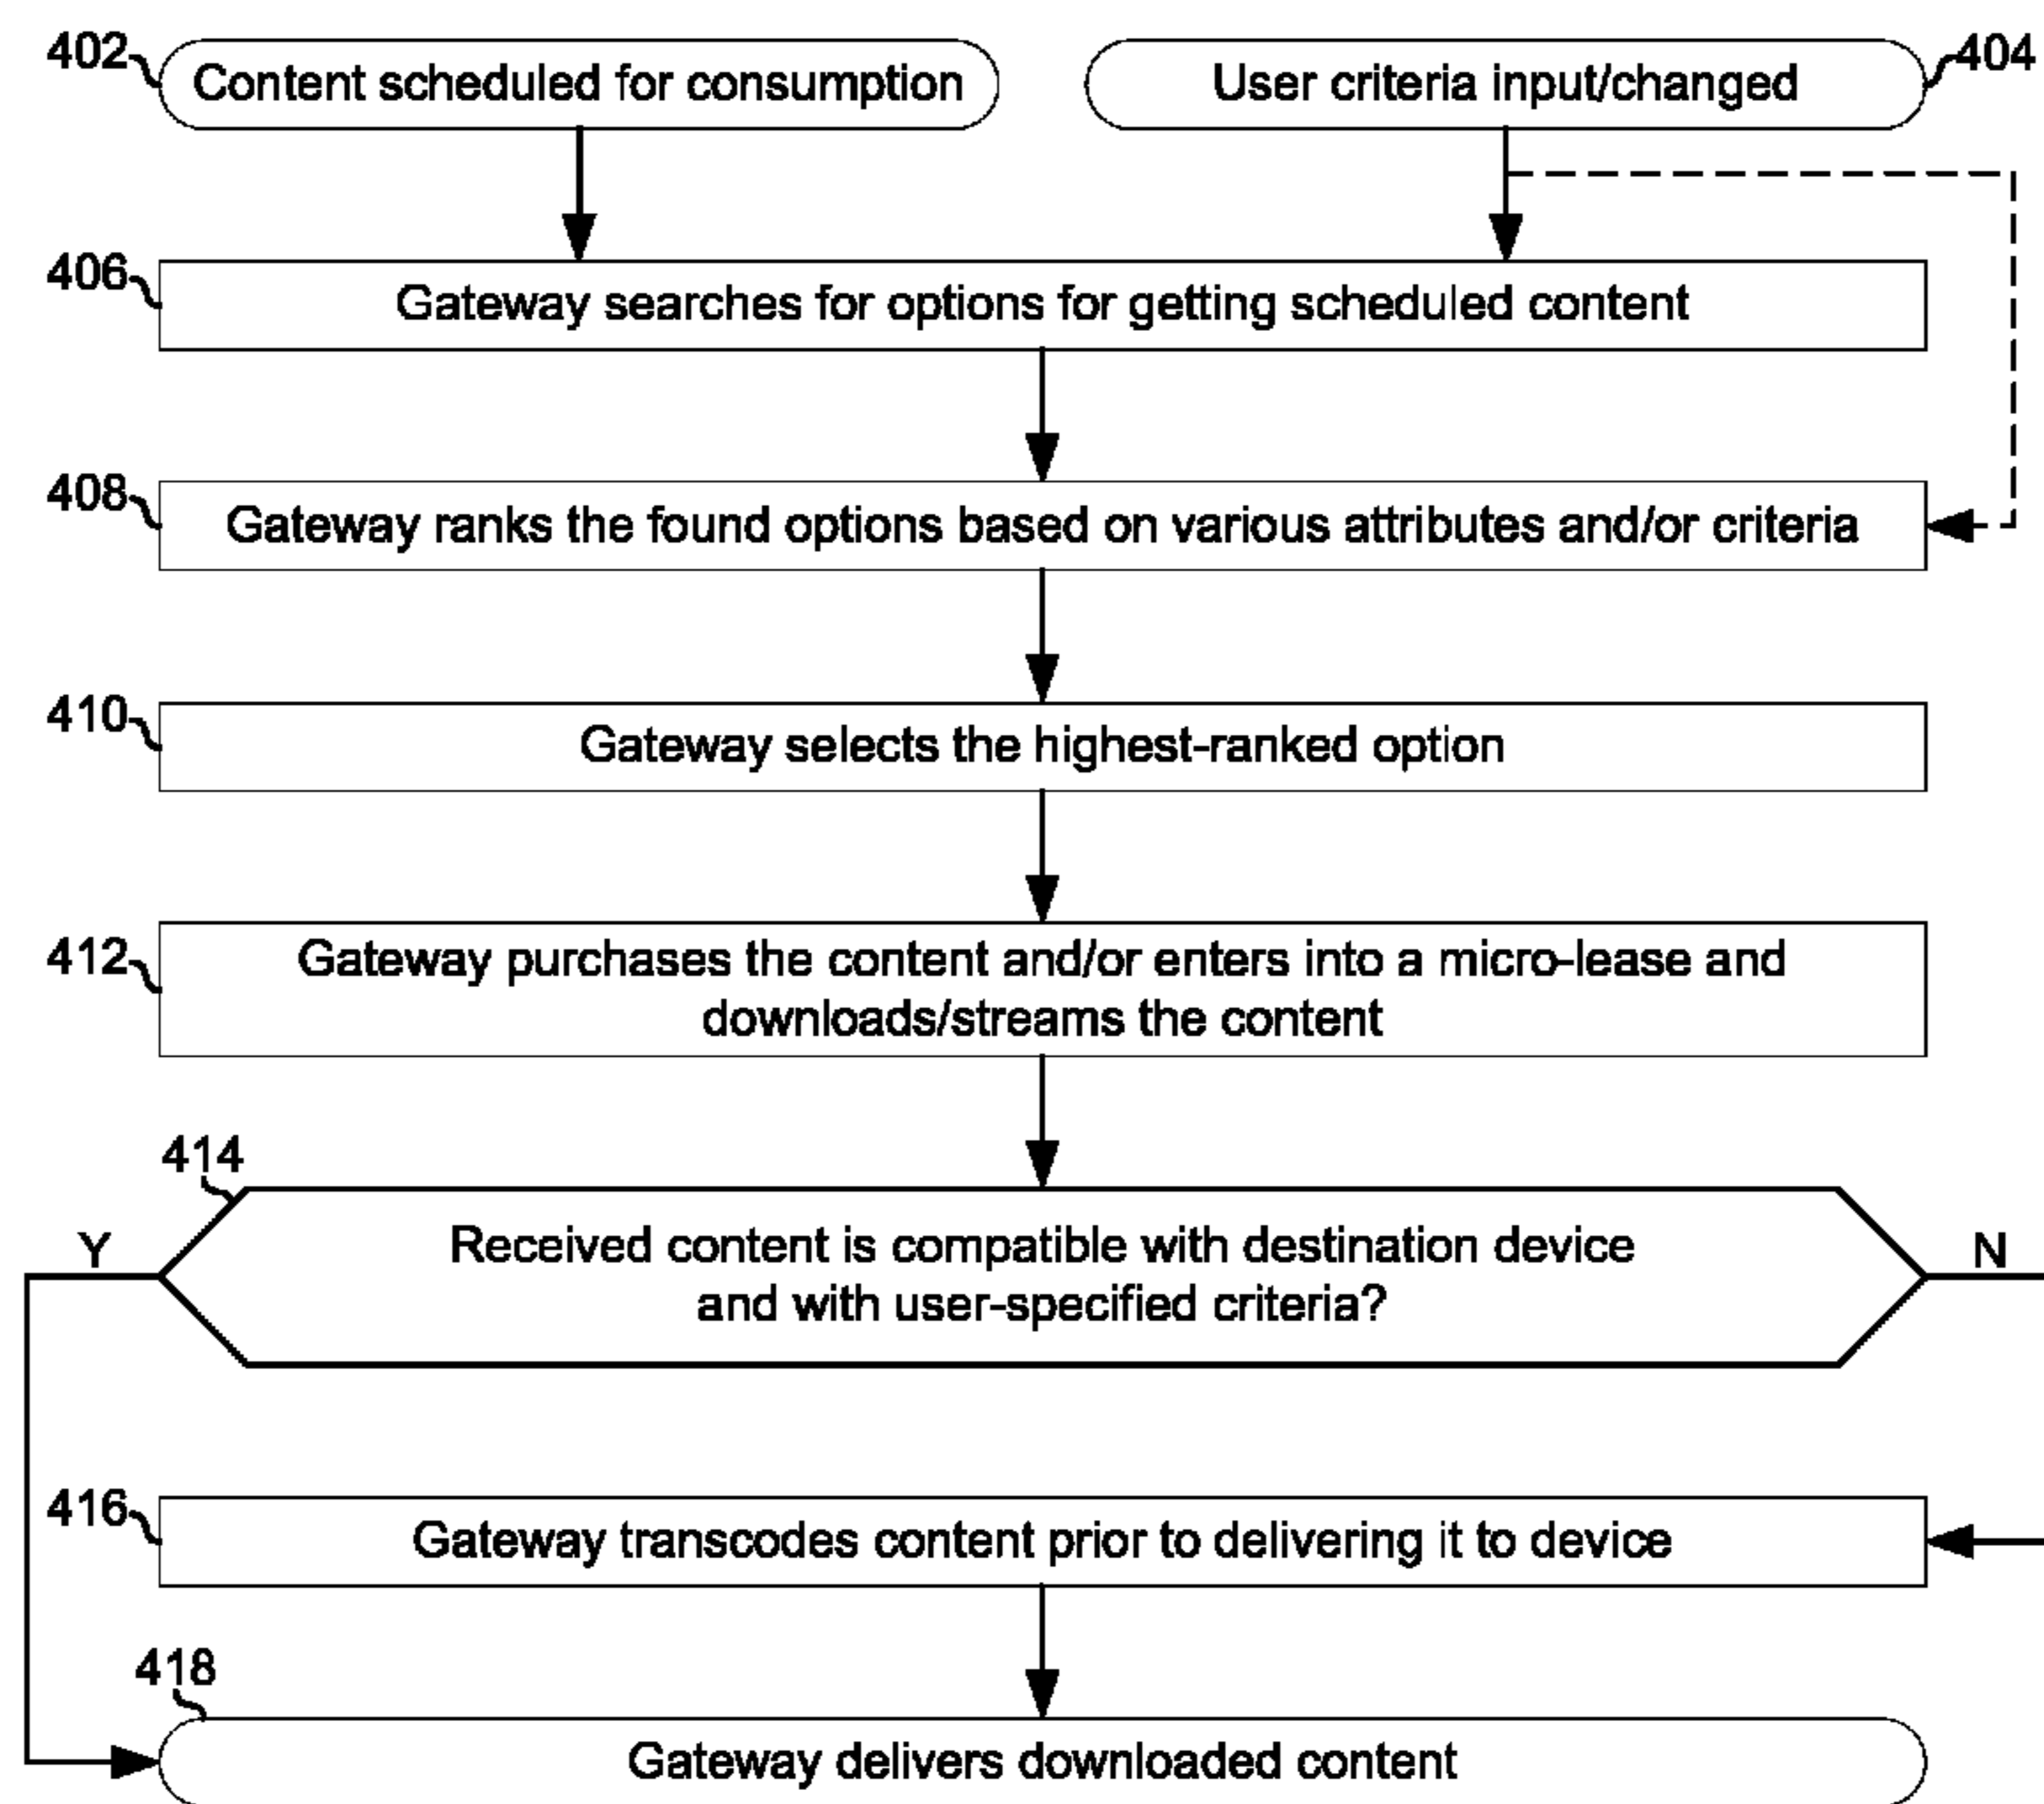 402
Content scheduled for consumption
User criteria input/changed
404
406
Gateway searches for options for getting scheduled content
408
Gateway ranks the found options based on various attributes and/or criteria
410
Gateway selects the highest-ranked option
412
Gateway purchases the content and/or enters into a micro-lease and
downloads/streams the content
414
Y
Received content is compatible with destination device
and with user-specified criteria?
N
416
Gateway transcodes content prior to delivering it to device
418
Gateway delivers downloaded content